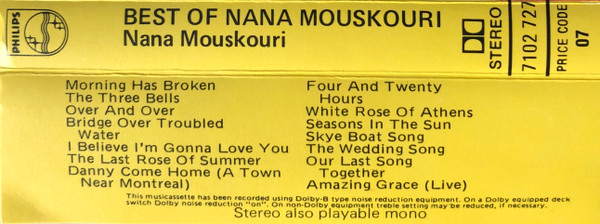 PHILIPS
BEST OF NANA MOUSKOURI
Nana Mouskouri
STEREO
7102 727
PRICE CODE
07
Morning Has Broken
The Three Bells
Over And Over
Bridge Over Troubled
Water
I Believe I'm Gonna Love You
The Last Rose Of Summer
Danny Come Home (A Town
Near Montreal)
Four And Twenty
Hours
White Rose Of Athens
Seasons In The Sun
Skye Boat Song
The Wedding Song
Our Last Song
Together
Amazing Grace (Live)
This musicassette has been recorded using Dolby-B type noise reduction equipment. On a Dolby equipped deck
switch Dolby noise reduction "on". On non-Dolby equipment treble setting may be reduced, if necessary.
Stereo also playable mono